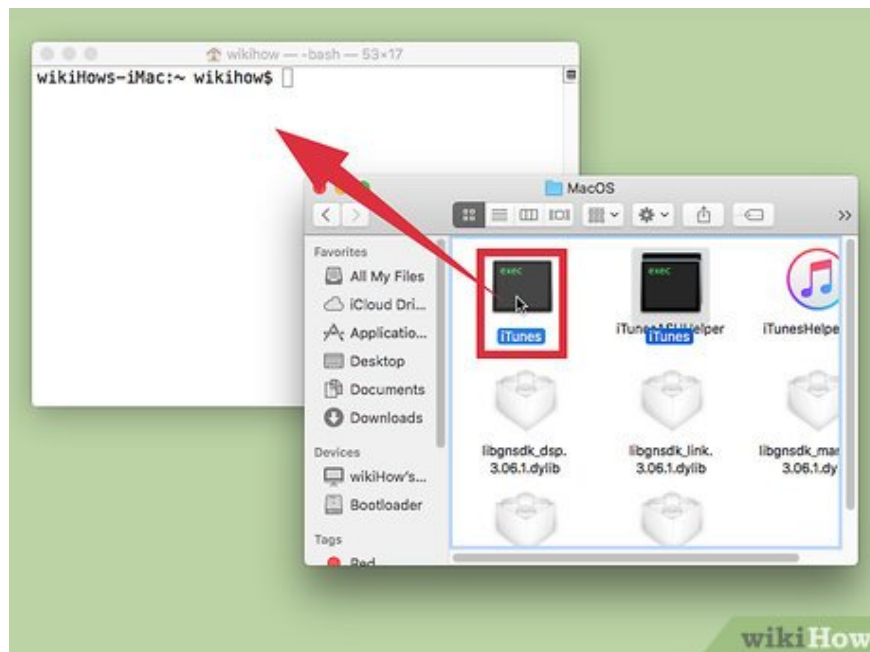 wikihow — -bash — 53×17
wikiHows-iMac:~ wikihow$
MacOS
Favorites
All My Files
iCloud Dri...
Applicatio...
Desktop
Documents
Downloads
Devices
wikiHow's...
Bootloader
Tags
Red
exec
iTunes
exec
iTunes
iTunesHelpe
libgnsdk_dsp.
3.06.1.dylib
libgnsdk_link.
3.06.1.dylib
libgnsdk_ma
3.06.1.dy
wikiHow